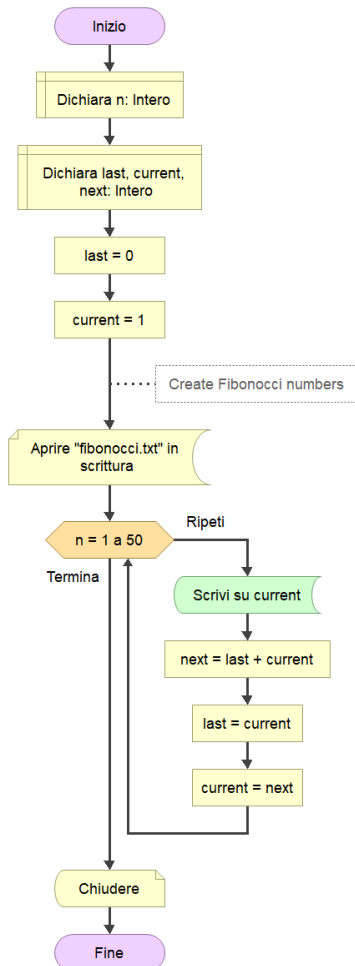 Inizio
Dichiara n: Intero
Dichiara last, current,
next: Intero
last = 0
current = 1
Create Fibonocci numbers
Aprire "fibonocci.txt" in
scrittura
n = 1 a 50
Ripeti
Termina
Scrivi su current
next = last + current
last = current
current = next
Chiudere
Fine